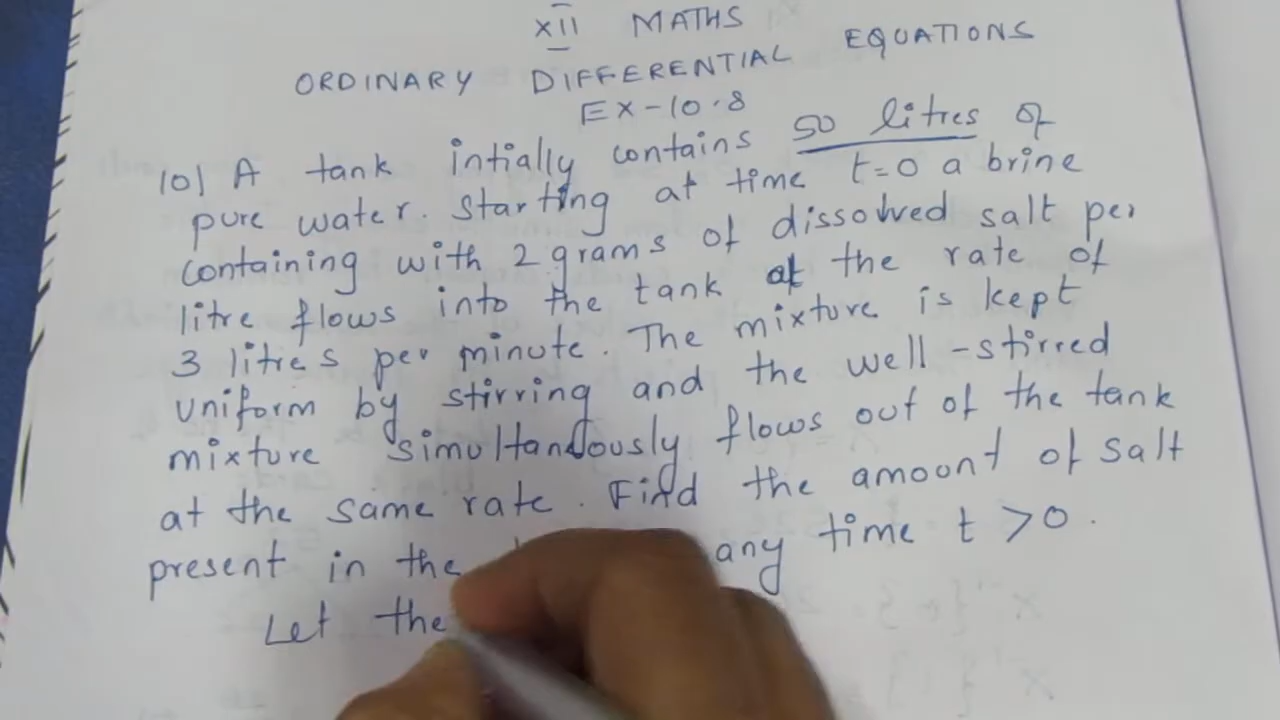 XII MATHS
ORDINARY DIFFERENTIAL EQUATIONS
EX-10.8
10) A tank intially contains 50 litres of
pure water. Starting at time t=0 a brine
containing with 2 grams of dissolved salt per
litre flows into the tank at the rate of
3 litres per minute. The mixture is kept
uniform by stirring and the well-stirred
mixture simultandously flows out of the tank
at the same rate. Find the amount of salt
present in the any time t >0.
Let the